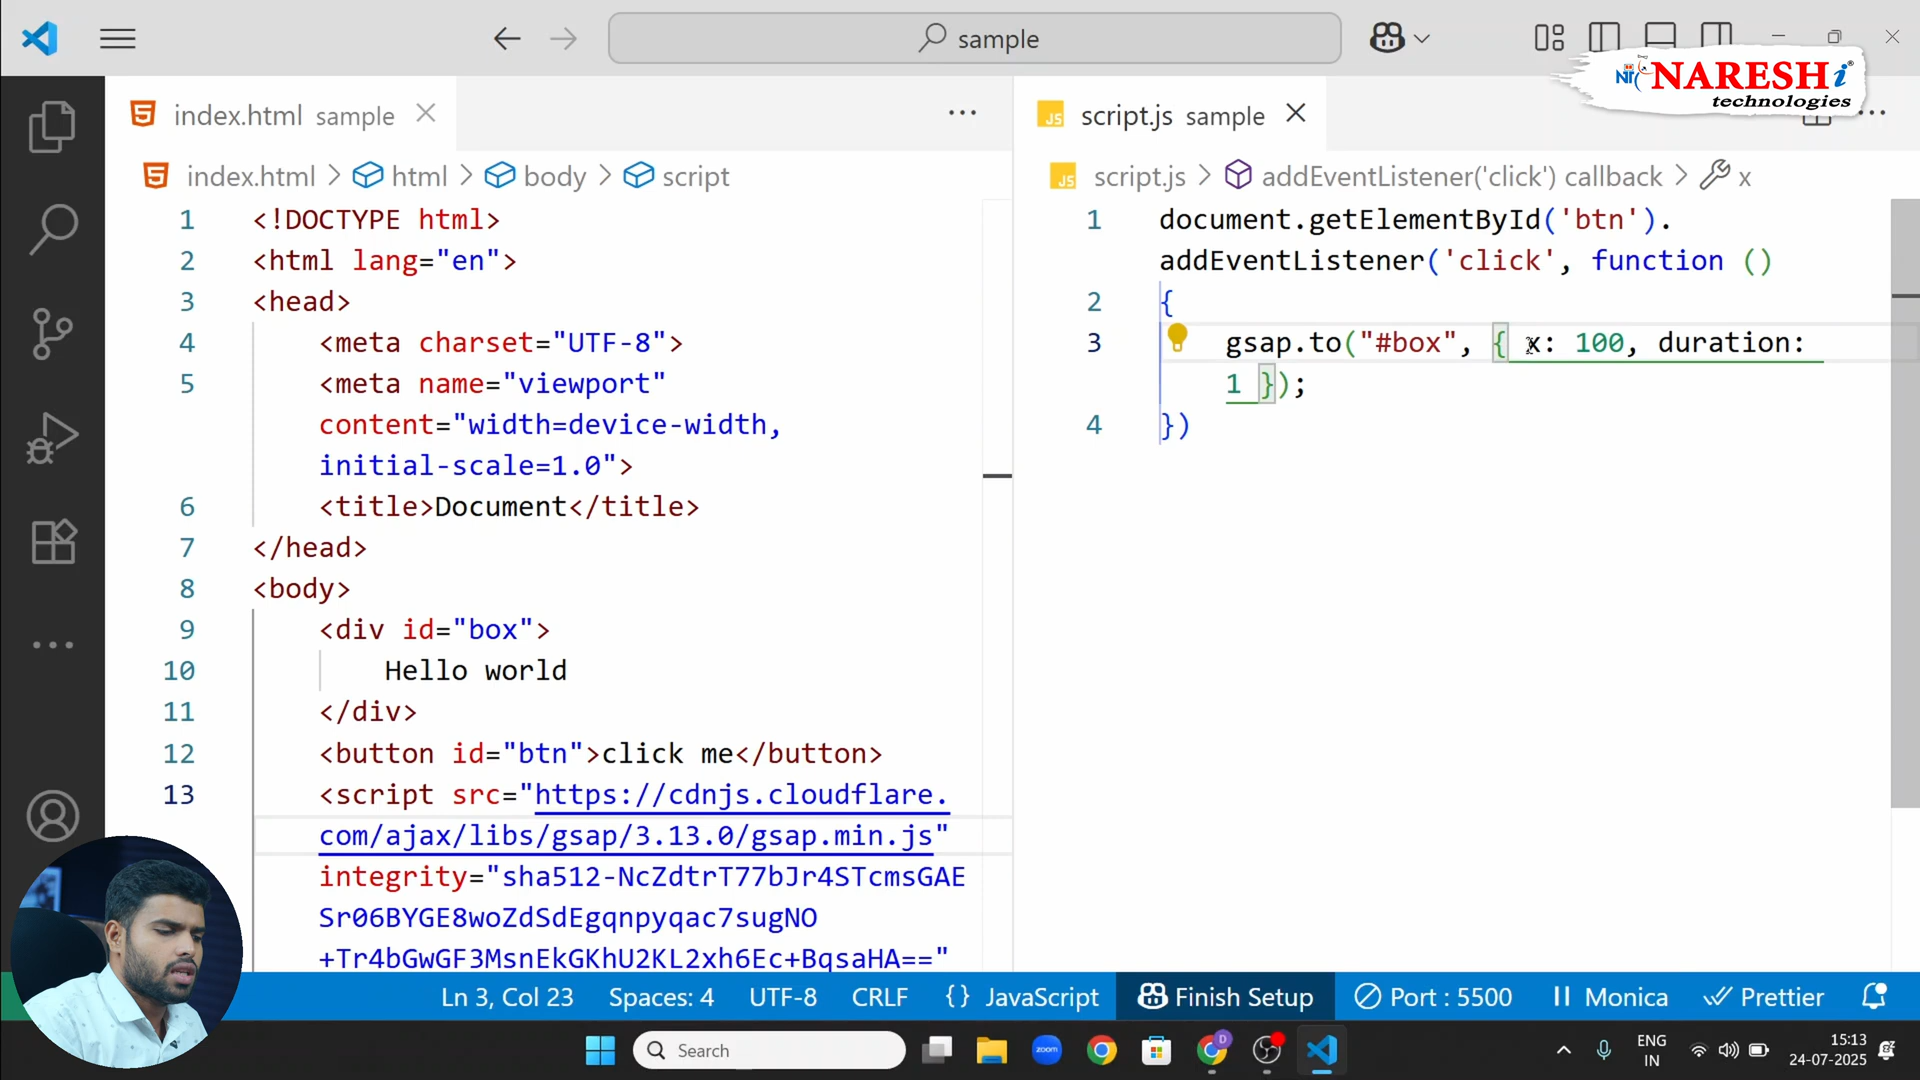 sample
NARESH i
technologies
index.html sample
script.js sample
index.html > html > body > script
script.js > addEventListener('click') callback > x
1 <!DOCTYPE html>
2 <html lang="en">
3 <head>
4 <meta charset="UTF-8">
5 <meta name="viewport"
content="width=device-width,
initial-scale=1.0">
6 <title>Document</title>
7 </head>
8 <body>
9 <div id="box">
10 Hello world
11 </div>
12 <button id="btn">click me</button>
13 <script src="https://cdnjs.cloudflare.
com/ajax/libs/gsap/3.13.0/gsap.min.js"
integrity="sha512-NcZdtrT77bJr4STcmsGAE
Sr06BYGE8woZdSdEgqnpyqac7sugNO
+Tr4bGwGF3MsnEkGKhU2KL2xh6Ec+BqsaHA=="
1 document.getElementById('btn').
addEventListener('click', function ()
2 {
3 gsap.to("#box", { x: 100, duration:
1 });
4 })
Ln 3, Col 23 Spaces: 4 UTF-8 CRLF {} JavaScript Finish Setup Port : 5500 Monica Prettier
Search
zoom
D
ENG
IN
15:13
24-07-2025